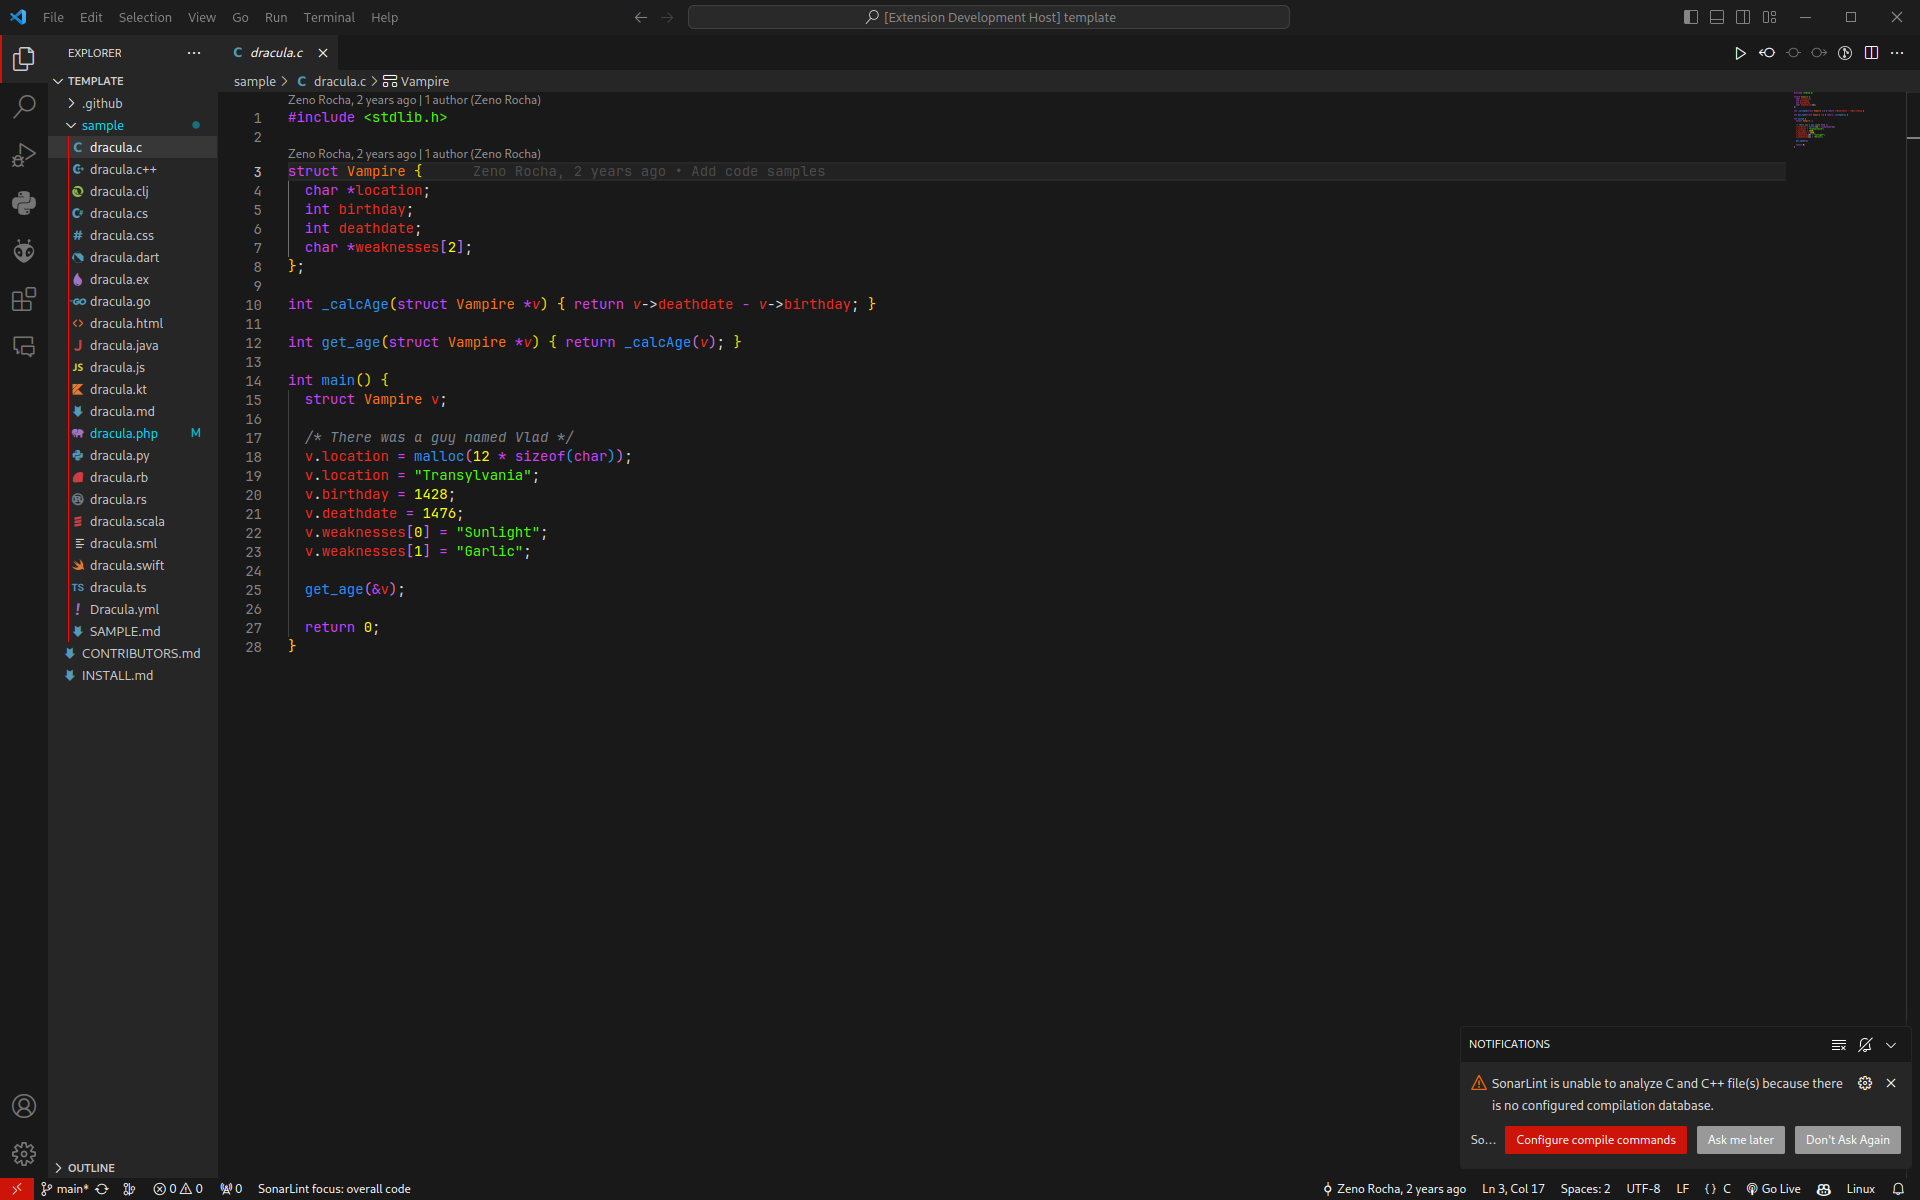 File Edit Selection View Go Run Terminal Help
[Extension Development Host] template
EXPLORER
TEMPLATE
.github
sample
dracula.c
dracula.c++
dracula.clj
dracula.cs
dracula.css
dracula.dart
dracula.ex
dracula.go
dracula.html
dracula.java
dracula.js
dracula.kt
dracula.md
dracula.php M
dracula.py
dracula.rb
dracula.rs
dracula.scala
dracula.sml
dracula.swift
dracula.ts
Dracula.yml
SAMPLE.md
CONTRIBUTORS.md
INSTALL.md
OUTLINE
C dracula.c
sample > C dracula.c > Vampire
Zeno Rocha, 2 years ago | 1 author (Zeno Rocha)
1 #include <stdlib.h>
2
Zeno Rocha, 2 years ago | 1 author (Zeno Rocha)
3 struct Vampire { Zeno Rocha, 2 years ago • Add code samples
4 char *location;
5 int birthday;
6 int deathdate;
7 char *weaknesses[2];
8 };
9
10 int _calcAge(struct Vampire *v) { return v->deathdate - v->birthday; }
11
12 int get_age(struct Vampire *v) { return _calcAge(v); }
13
14 int main() {
15 struct Vampire v;
16
17 /* There was a guy named Vlad */
18 v.location = malloc(12 * sizeof(char));
19 v.location = "Transylvania";
20 v.birthday = 1428;
21 v.deathdate = 1476;
22 v.weaknesses[0] = "Sunlight";
23 v.weaknesses[1] = "Garlic";
24
25 get_age(&v);
26
27 return 0;
28 }
NOTIFICATIONS
SonarLint is unable to analyze C and C++ file(s) because there
is no configured compilation database.
So... Configure compile commands Ask me later Don't Ask Again
main* 0 0 0 SonarLint focus: overall code Zeno Rocha, 2 years ago Ln 3, Col 17 Spaces: 2 UTF-8 LF {} C Go Live Linux